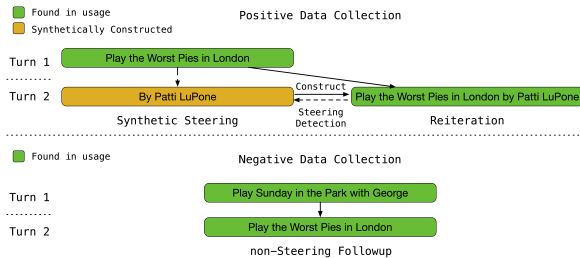 Found in usage
Positive Data Collection
Synthetically Constructed
Turn 1
Play the Worst Pies in London
Turn 2
By Patti LuPone
Construct
Steering
Detection
Play the Worst Pies in London by Patti LuPone
Synthetic Steering
Reiteration
Found in usage
Negative Data Collection
Turn 1
Play Sunday in the Park with George
Turn 2
Play the Worst Pies in London
non-Steering Followup